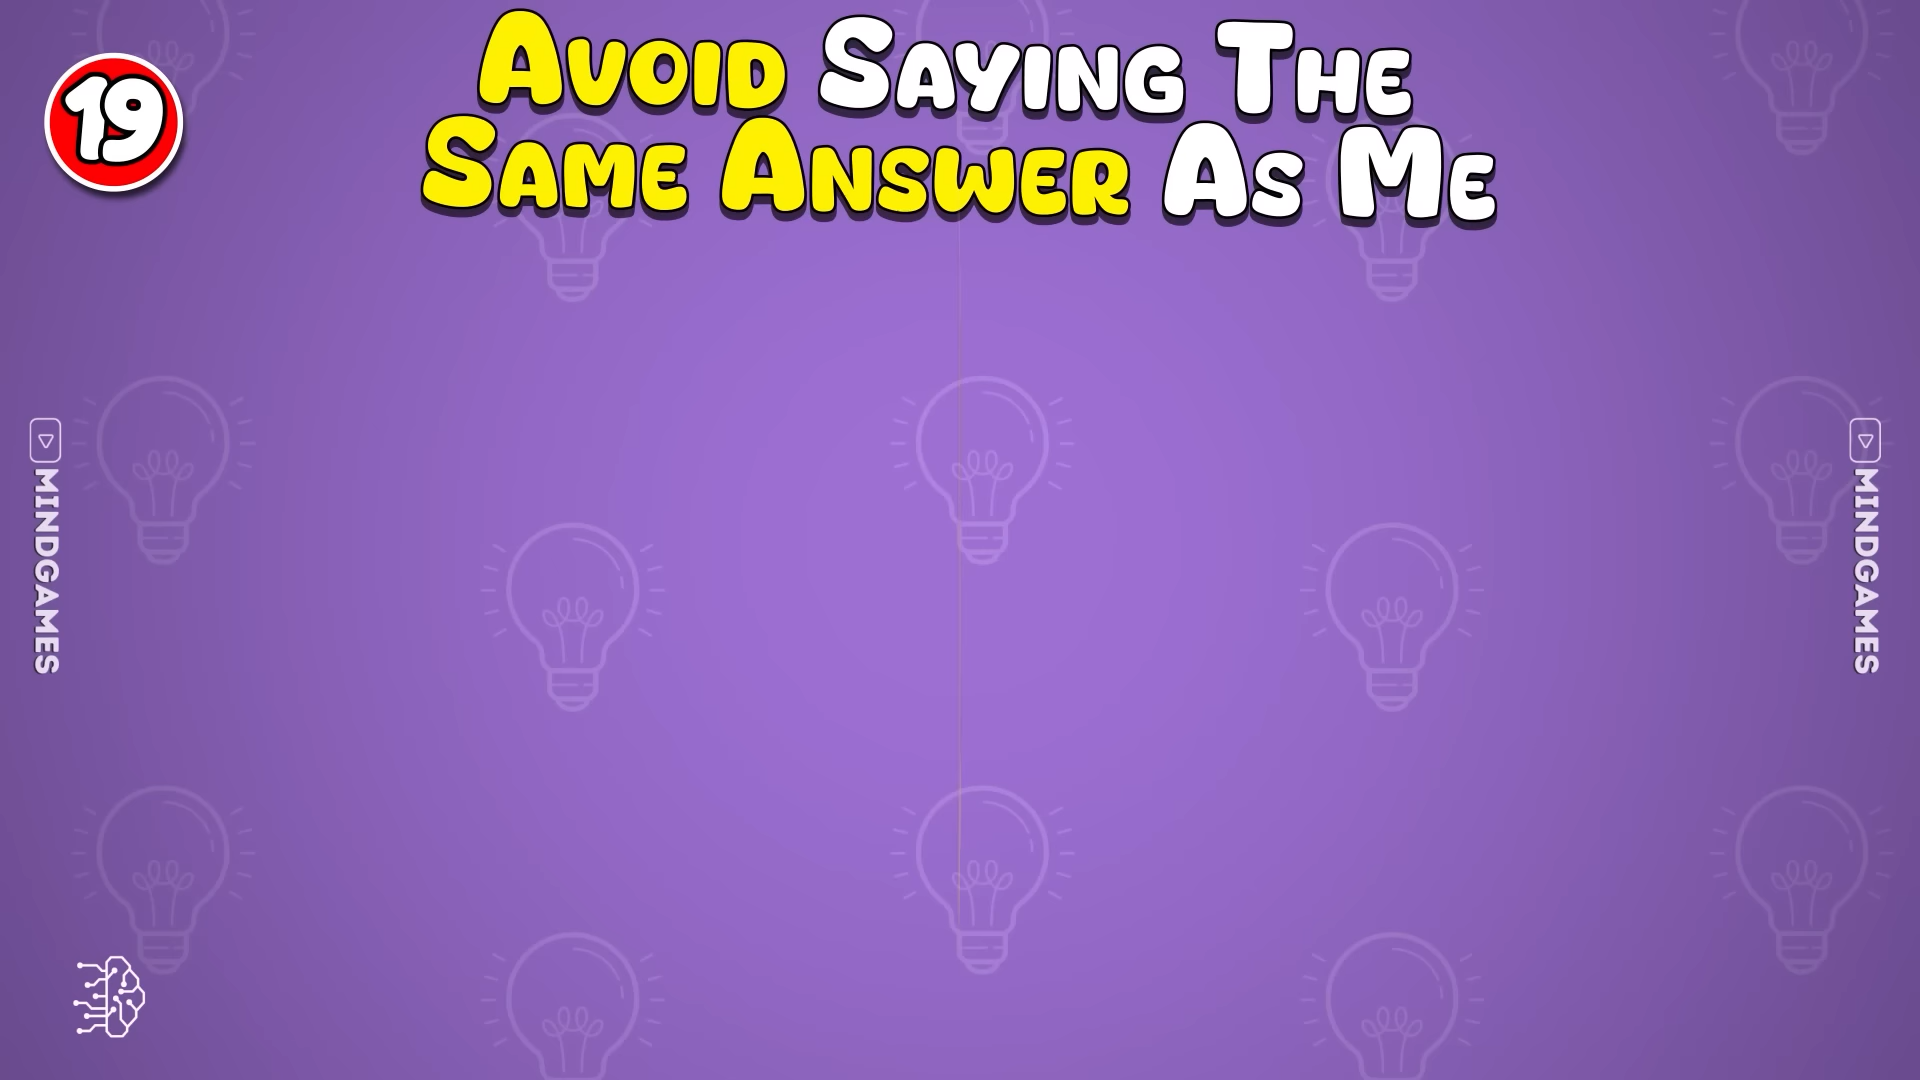 19
Avoid Saying The
Same Answer As Me
MINDGAMES
MINDGAMES